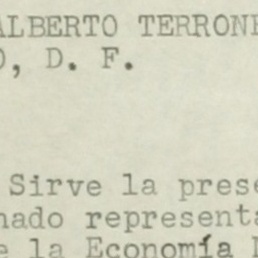 ALBERTO TERRONE
O, D. F.
Sirve la prese
nado representa
e la Economía